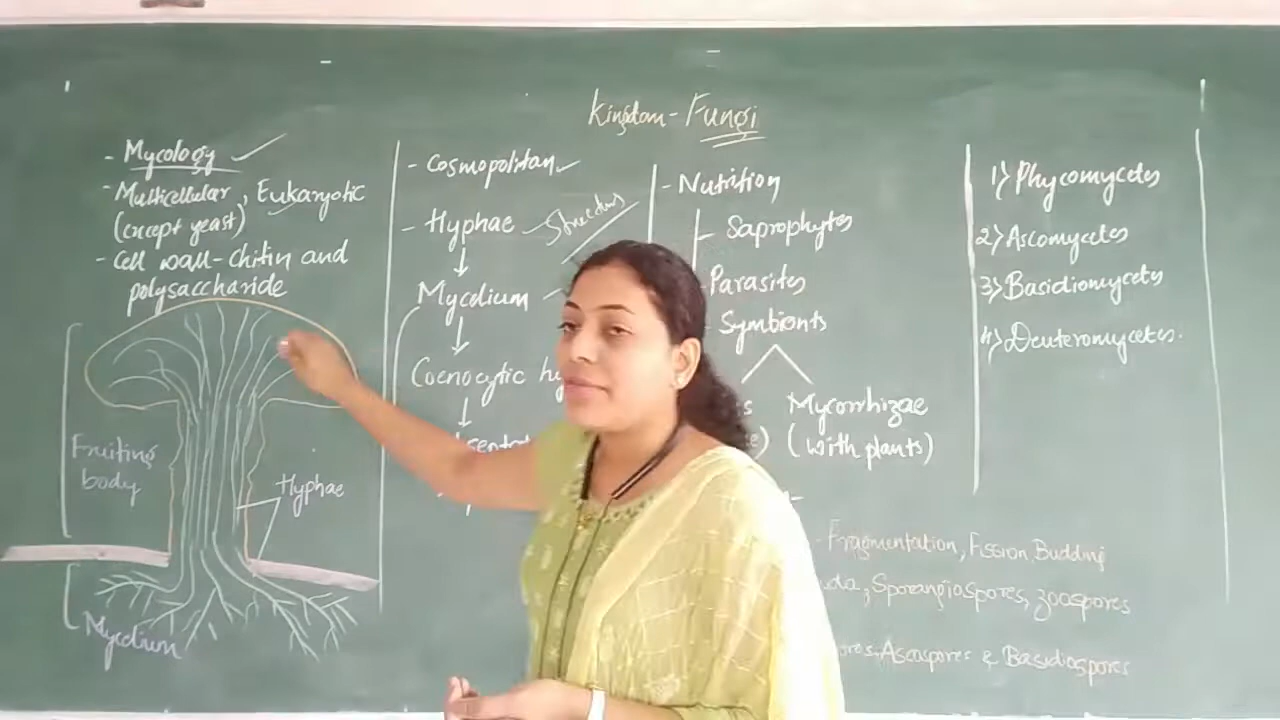 Kingdom - Fungi
- Mycology
- Multicellular, Eukaryotic
(except yeast)
- Cell wall - chitin and
polysaccharide
Fruiting
body
Hyphae
Mycelium
- Cosmopolitan
- Hyphae
Mycelium
Coenocytic
- Nutrition
- Saprophytes
- Parasites
- Symbionts
Mycorrhizae
(with plants)
- Fragmentation, Fission, Budding
Sporangiospores, zoospores
Ascospores & Basidiospores
1) Phycomycetes
2) Ascomycetes
3) Basidiomycetes
4) Deuteromycetes.